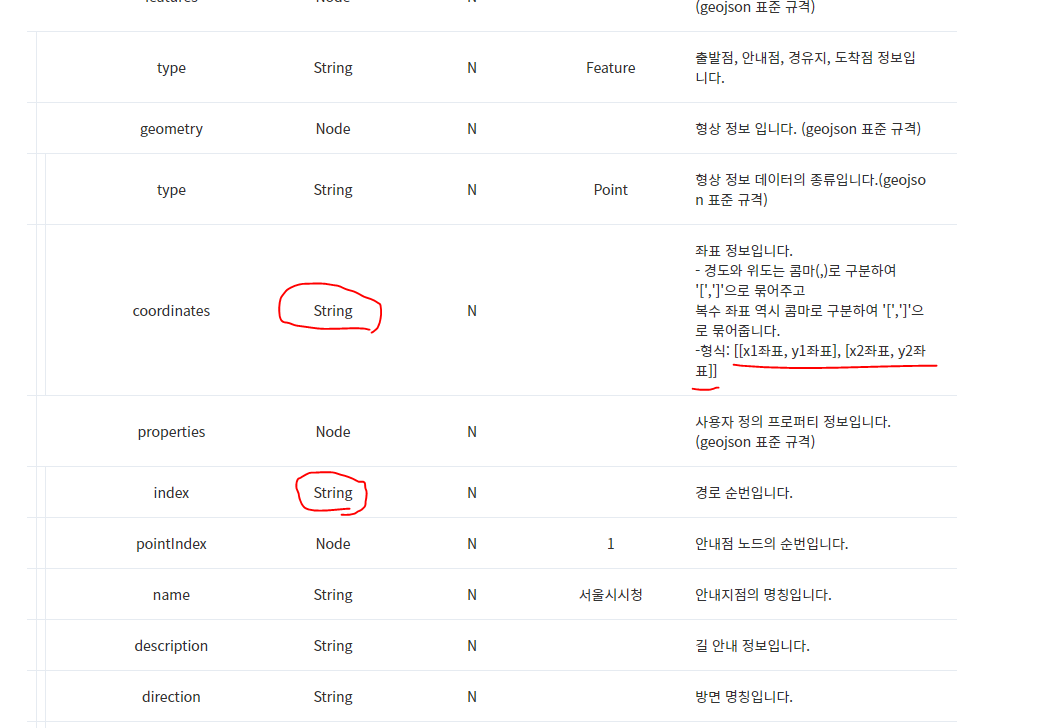 features Node N
(geojson 표준 규격)
type String N Feature 출발점, 안내점, 경유지, 도착점 정보입
니다.
geometry Node N 형상 정보 입니다. (geojson 표준 규격)
type String N Point 형상 정보 데이터의 종류입니다.(geojso
n 표준 규격)
coordinates String N 좌표 정보입니다.
- 경도와 위도는 콤마(,)로 구분하여
'[',']'으로 묶어주고
복수 좌표 역시 콤마로 구분하여 '[',']'으
로 묶어줍니다.
-형식: [[x1좌표, y1좌표], [x2좌표, y2좌
표]]
properties Node N 사용자 정의 프로퍼티 정보입니다.
(geojson 표준 규격)
index String N 경로 순번입니다.
pointIndex Node N 1 안내점 노드의 순번입니다.
name String N 서울시시청 안내지점의 명칭입니다.
description String N 길 안내 정보입니다.
direction String N 방면 명칭입니다.